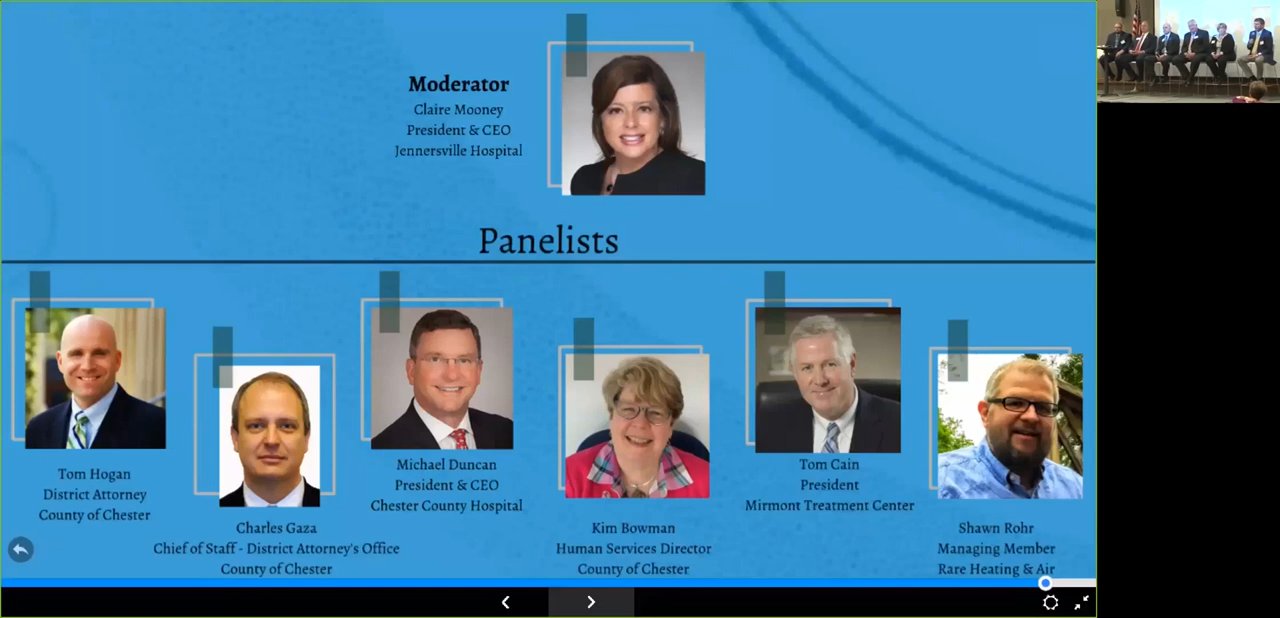 Moderator
Claire Mooney
President & CEO
Jennersville Hospital
Panelists
Tom Hogan
District Attorney
County of Chester
Charles Gaza
Chief of Staff - District Attorney's Office
County of Chester
Michael Duncan
President & CEO
Chester County Hospital
Kim Bowman
Human Services Director
County of Chester
Tom Cain
President
Mirmont Treatment Center
Shawn Rohr
Managing Member
Rare Heating & Air